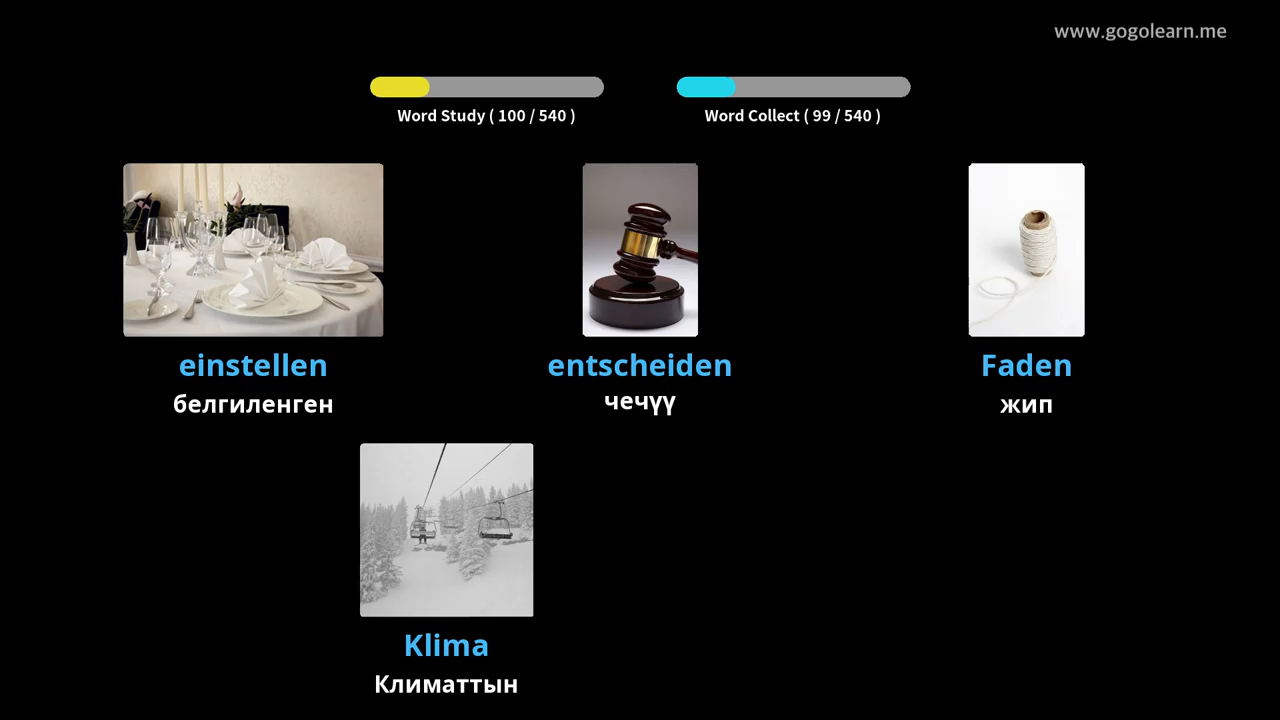 www.gogolearn.me
Word Study ( 100 / 540 )
Word Collect ( 99 / 540 )
einstellen
белгиленген
entscheiden
чечүү
Faden
жип
Klima
Климаттын